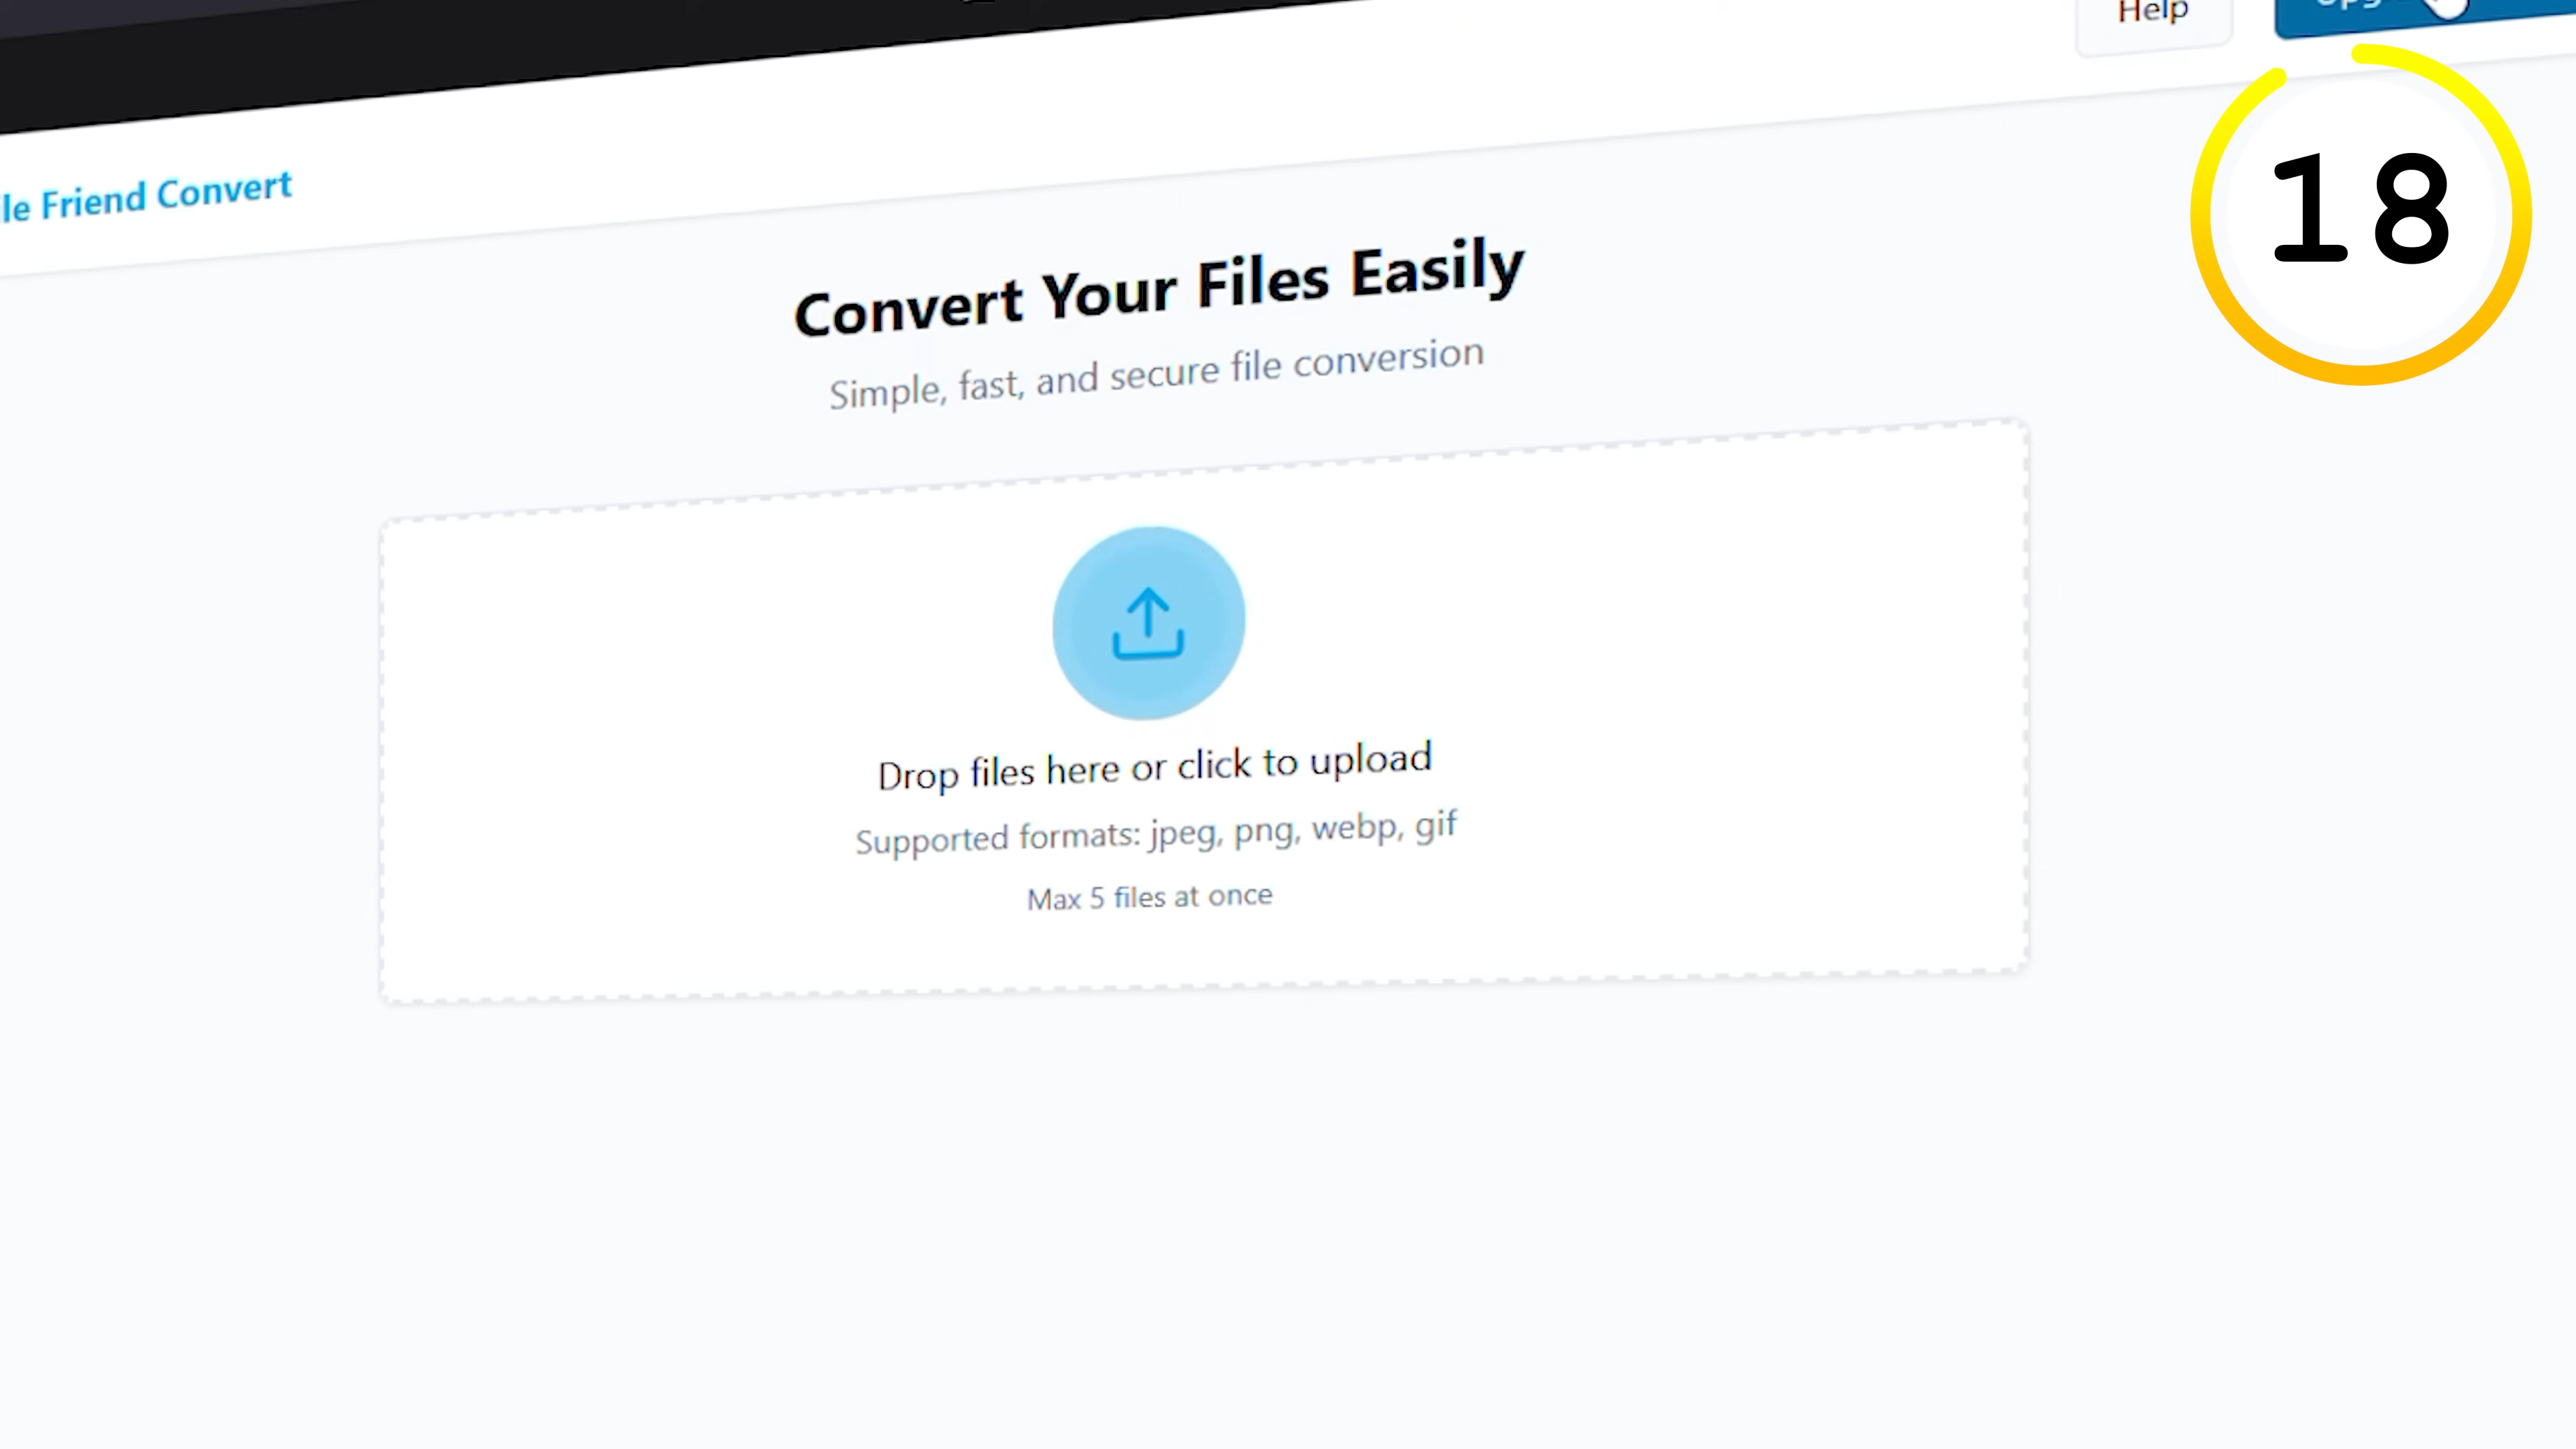 Help
le Friend Convert
18
Convert Your Files Easily
Simple, fast, and secure file conversion
Drop files here or click to upload
Supported formats: jpeg, png, webp, gif
Max 5 files at once